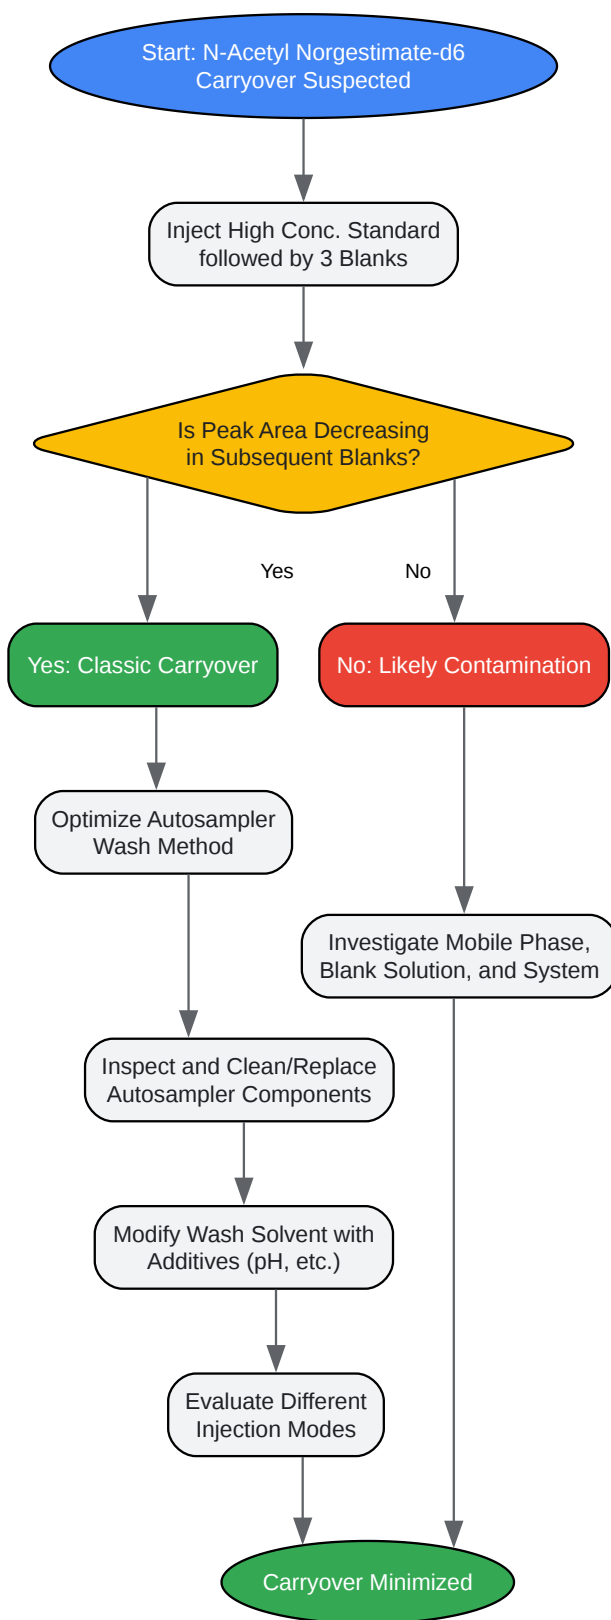 Start: N-Acetyl Norgestimate-d6
Carryover Suspected
Inject High Conc. Standard
followed by 3 Blanks
Is Peak Area Decreasing
in Subsequent Blanks?
Yes
No
Yes: Classic Carryover
No: Likely Contamination
Optimize Autosampler
Wash Method
Investigate Mobile Phase,
Blank Solution, and System
Inspect and Clean/Replace
Autosampler Components
Modify Wash Solvent with
Additives (pH, etc.)
Evaluate Different
Injection Modes
Carryover Minimized